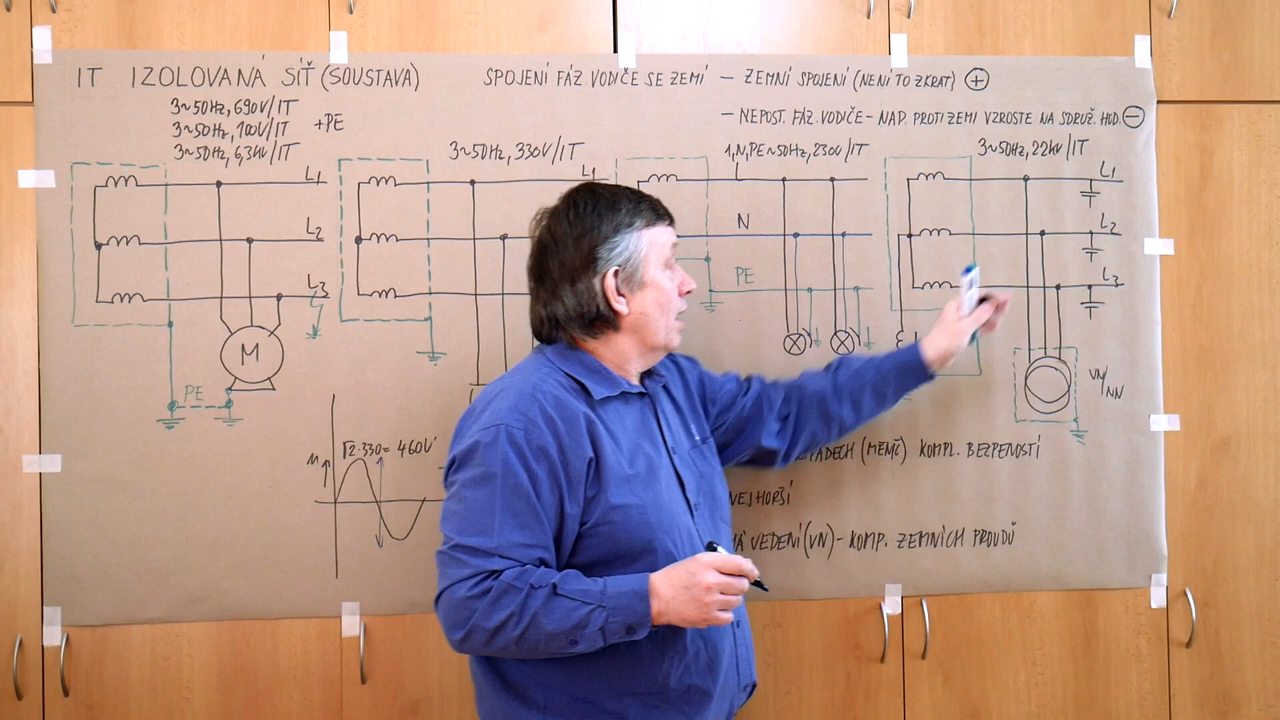 IT IZOLOVANÁ SÍŤ (SOUSTAVA)
SPOJENÍ FÁZ VODIČE SE ZEMÍ – ZEMNÍ SPOJENÍ (NENÍ TO ZKRAT) +
– NEPOST. FÁZ. VODIČE – NAP. PROTI ZEMI VZROSTE NA SDRUŽ. HOD. –
3~50Hz, 690V/IT
3~50Hz, 700V/IT +PE
3~50Hz, 6,3kV/IT
3~50Hz, 330V/IT
1,N,PE~50Hz, 230V/IT
3~50Hz, 22kV/IT
L1
L2
L3
M
PE
L1
L
N
PE
L1
L2
L3
VN/NN
u
√2·330= 460V
(MĚNIČ) KOMPL. BEZPEČNOSTÍ
NEJHORŠÍ
VEDENÍ (VN) – KOMP. ZEMNÍCH PROUDŮ